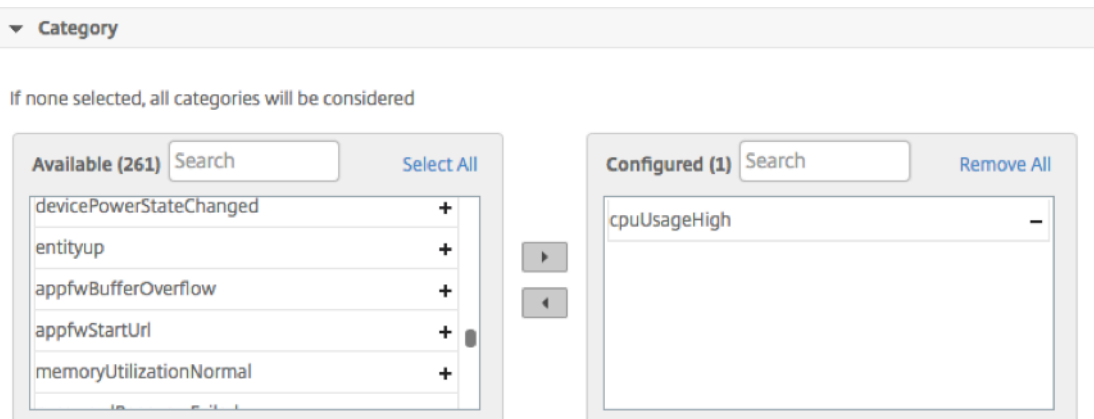 Category
If none selected, all categories will be considered
Available (261) Search Select All
devicePowerStateChanged +
entityup +
appfwBufferOverflow +
appfwStartUrl +
memoryUtilizationNormal +
Configured (1) Search Remove All
cpuUsageHigh −